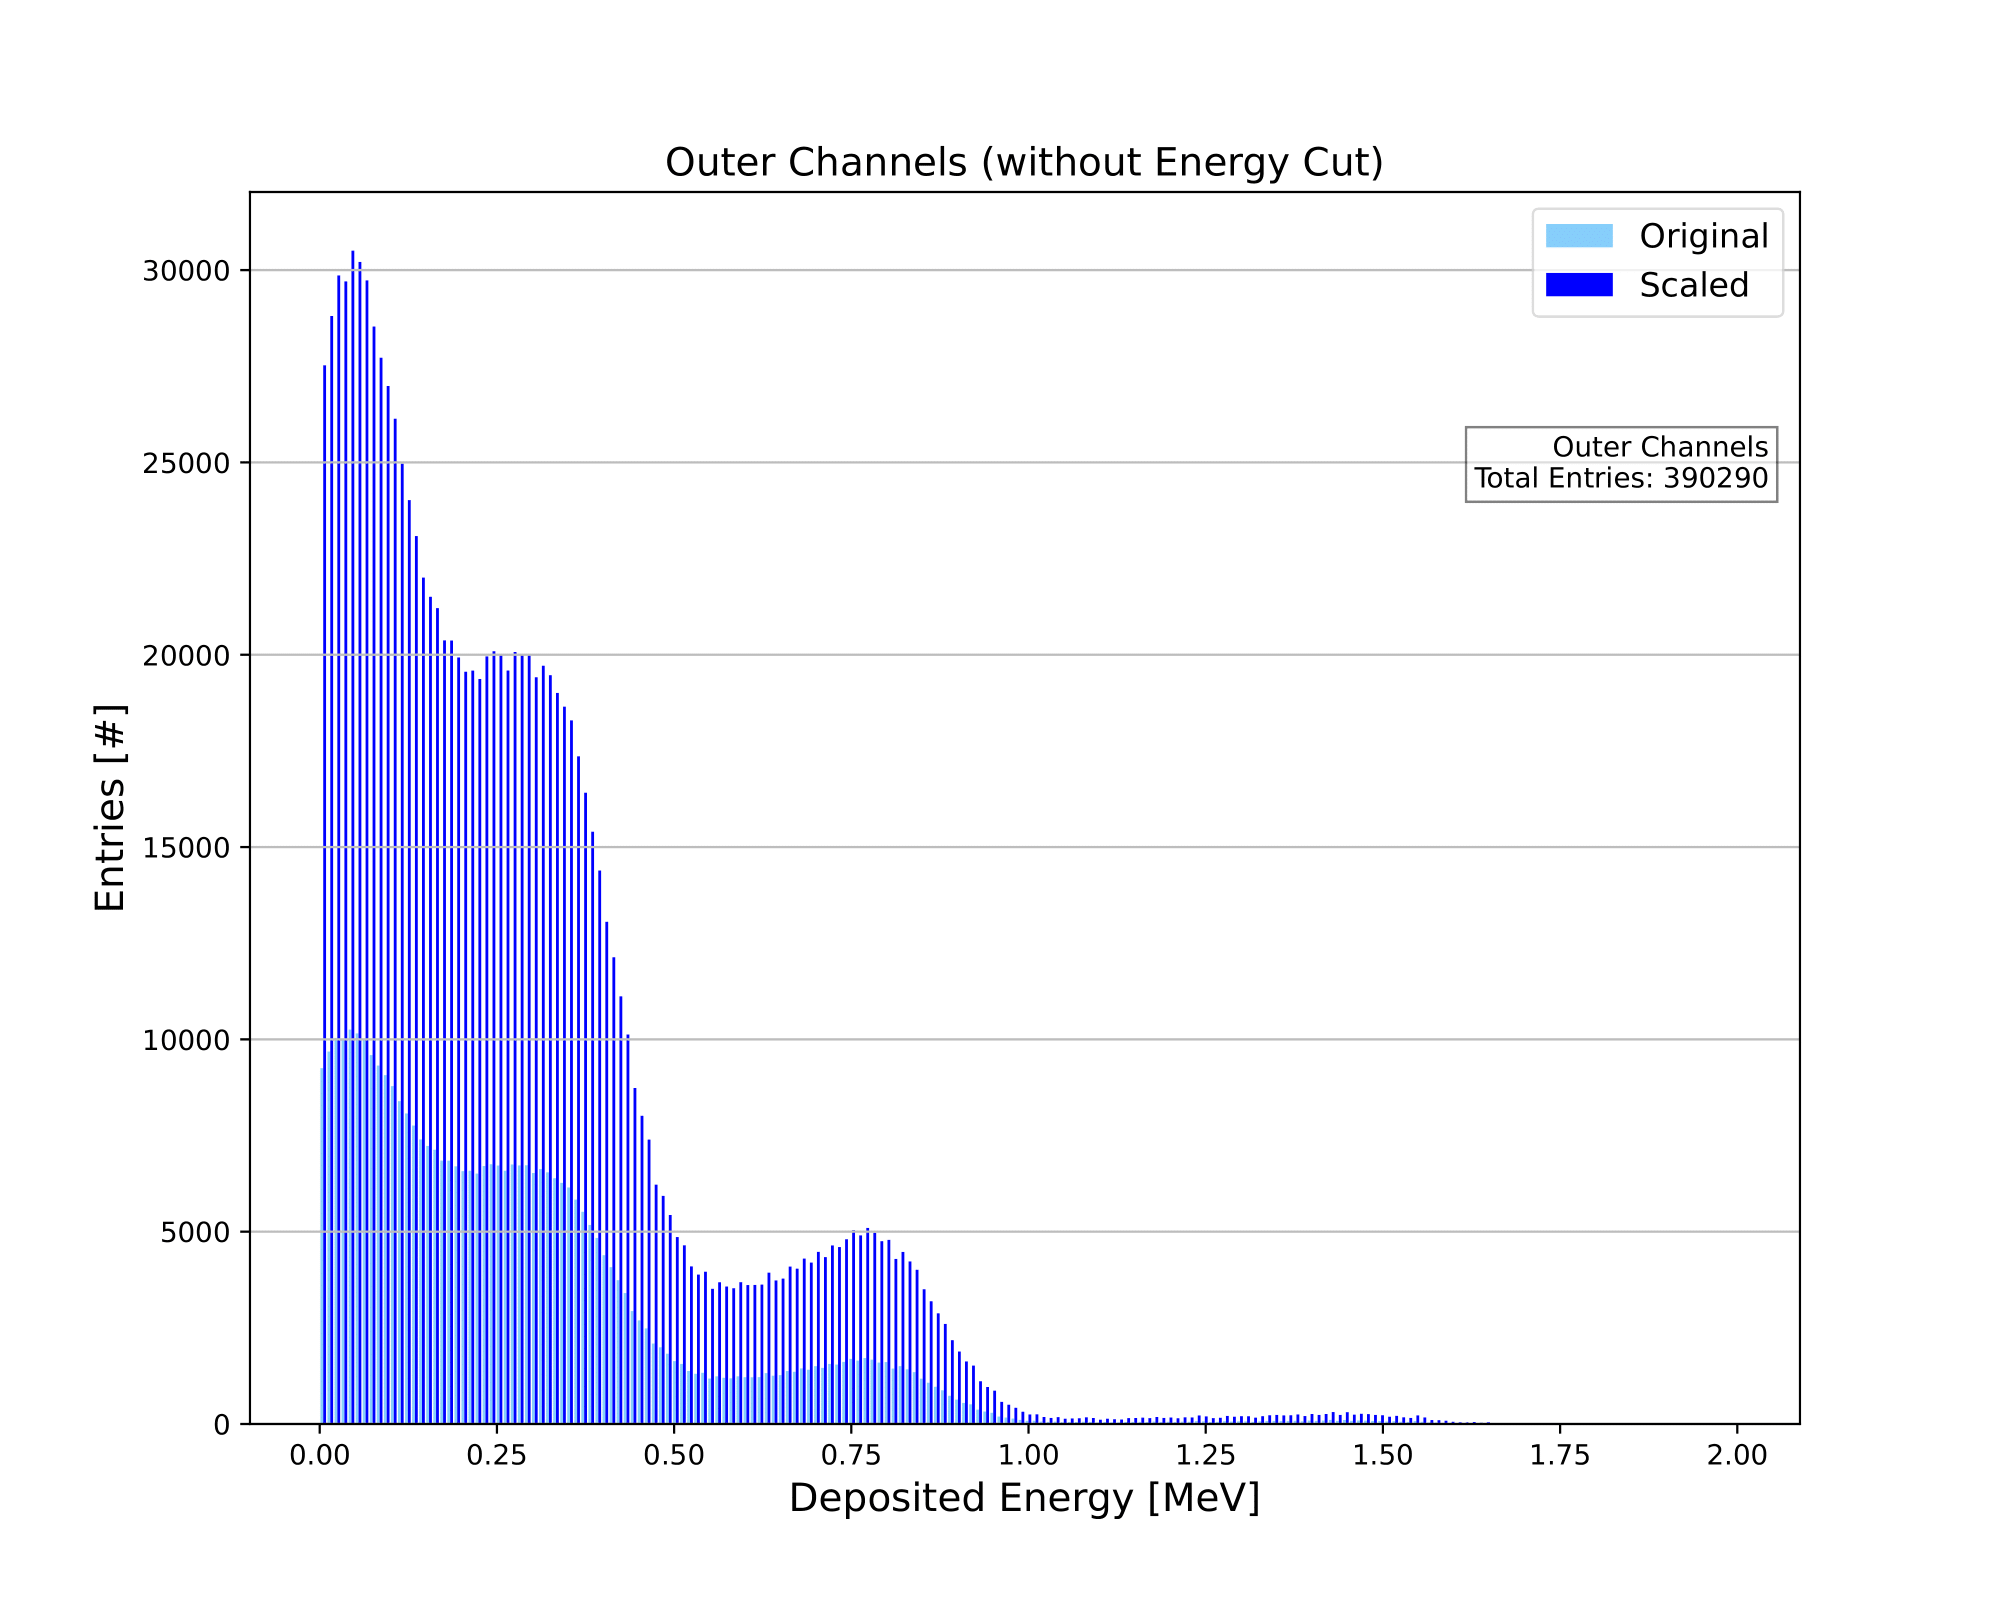 Outer Channels (without Energy Cut)
Original
Scaled
Outer Channels
Total Entries: 390290
Entries [#]
30000
25000
20000
15000
10000
5000
0
0.00 0.25 0.50 0.75 1.00 1.25 1.50 1.75 2.00
Deposited Energy [MeV]